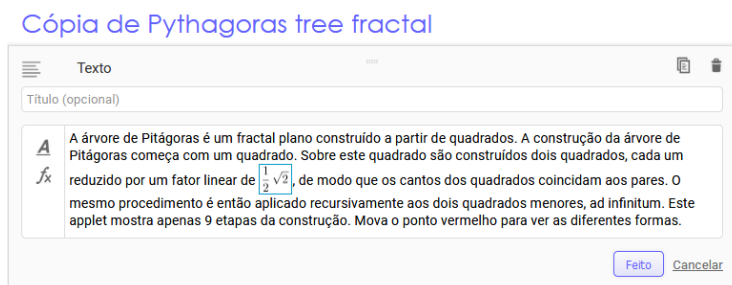 Cópia de Pythagoras tree fractal
Texto
Título (opcional)
A árvore de Pitágoras é um fractal plano construído a partir de quadrados. A construção da árvore de
Pitágoras começa com um quadrado. Sobre este quadrado são construídos dois quadrados, cada um
reduzido por um fator linear de 1/2 √2, de modo que os cantos dos quadrados coincidam aos pares. O
mesmo procedimento é então aplicado recursivamente aos dois quadrados menores, ad infinitum. Este
applet mostra apenas 9 etapas da construção. Mova o ponto vermelho para ver as diferentes formas.
A
fx
Feito Cancelar